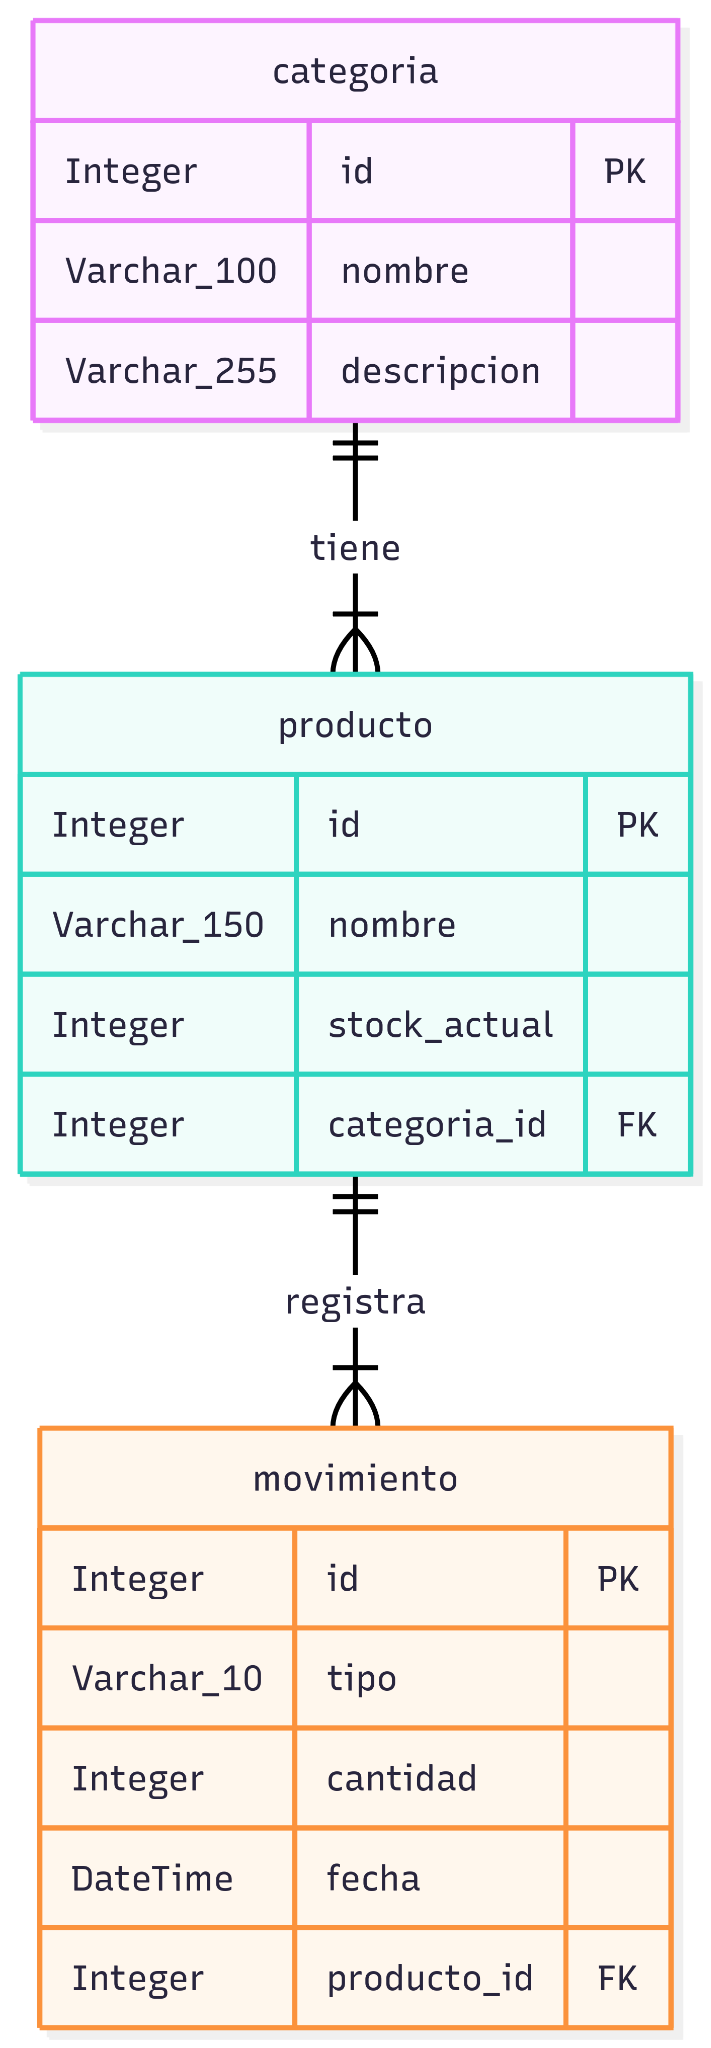 categoria
Integer id PK
Varchar_100 nombre
Varchar_255 descripcion
tiene
producto
Integer id PK
Varchar_150 nombre
Integer stock_actual
Integer categoria_id FK
registra
movimiento
Integer id PK
Varchar_10 tipo
Integer cantidad
DateTime fecha
Integer producto_id FK